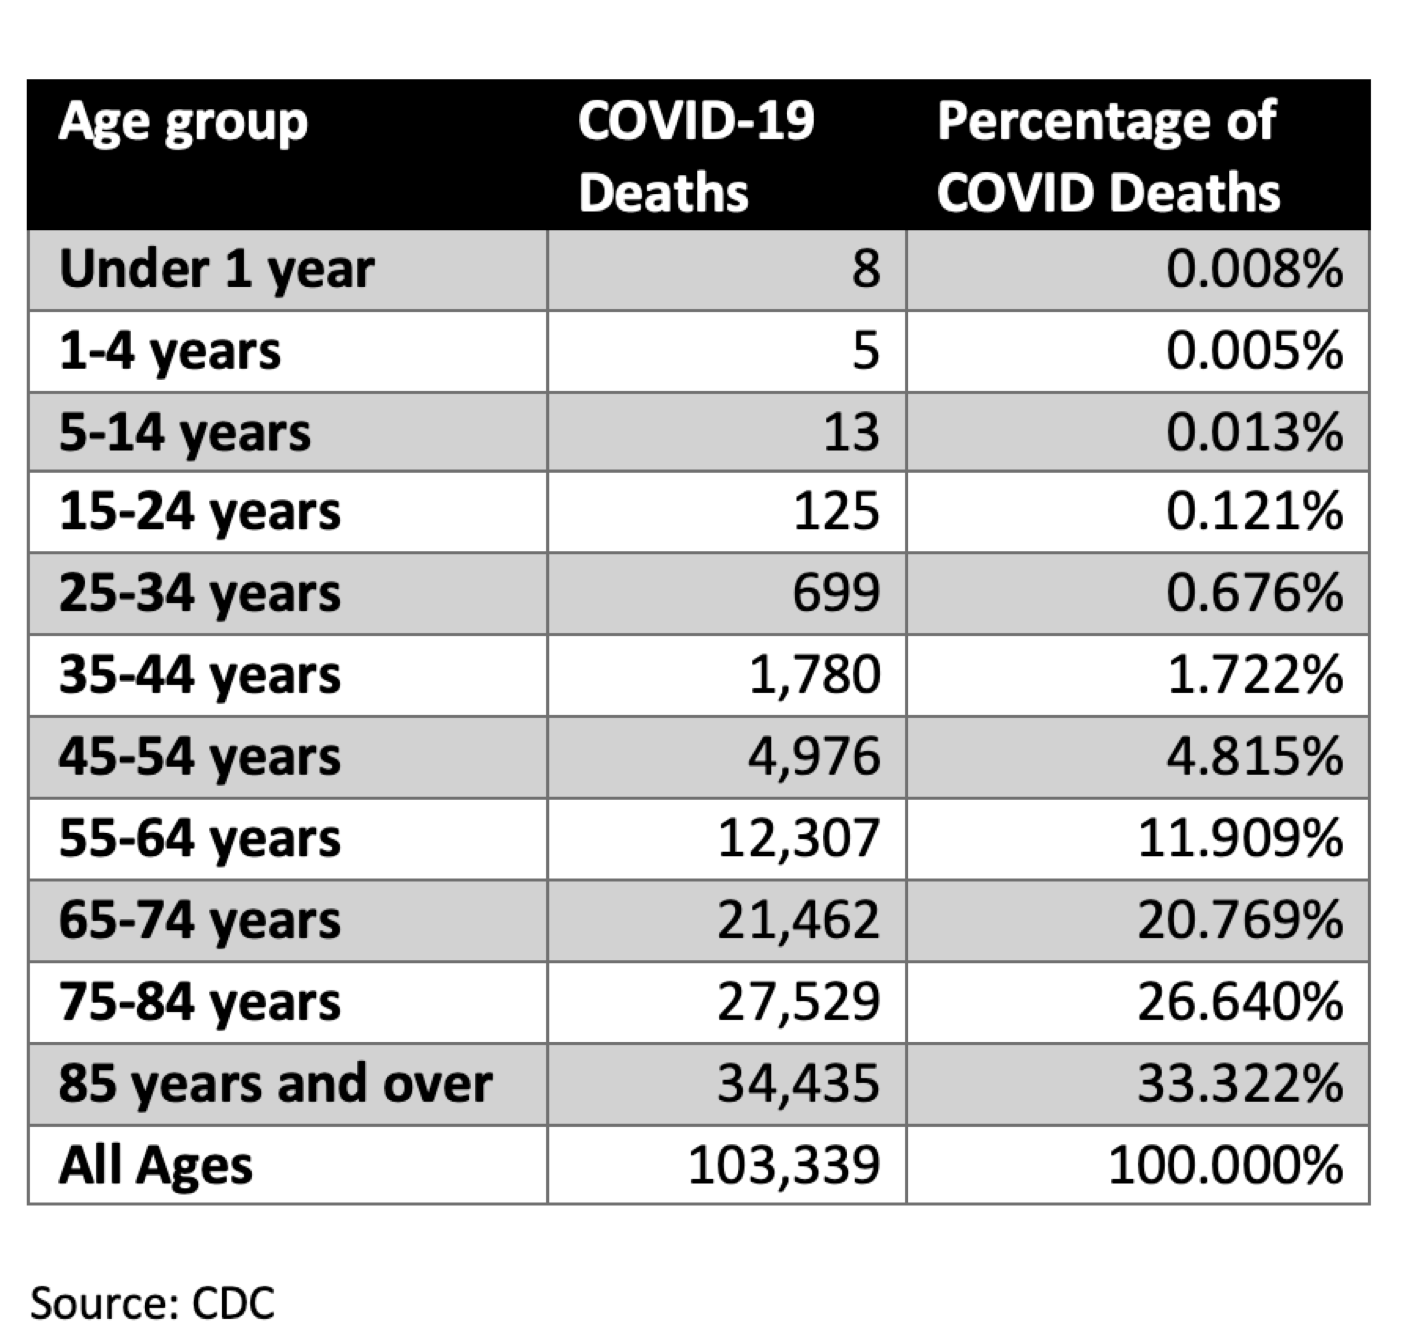 Age group COVID-19 Deaths Percentage of COVID Deaths
Under 1 year 8 0.008%
1-4 years 5 0.005%
5-14 years 13 0.013%
15-24 years 125 0.121%
25-34 years 699 0.676%
35-44 years 1,780 1.722%
45-54 years 4,976 4.815%
55-64 years 12,307 11.909%
65-74 years 21,462 20.769%
75-84 years 27,529 26.640%
85 years and over 34,435 33.322%
All Ages 103,339 100.000%
Source: CDC